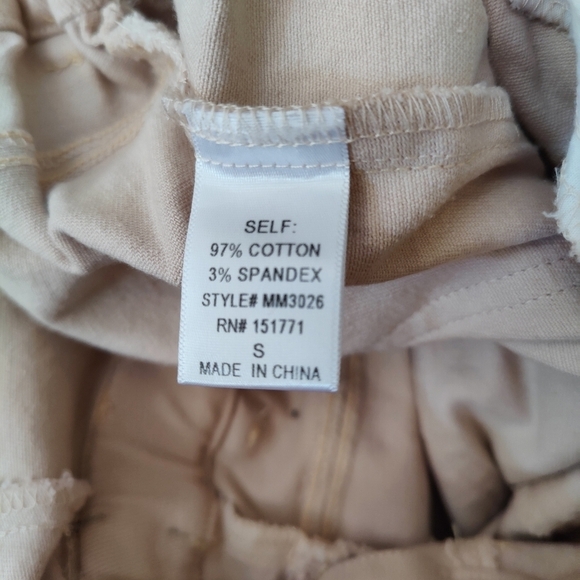 SELF:
97% COTTON
3% SPANDEX
STYLE# MM3026
RN# 151771
S
MADE IN CHINA